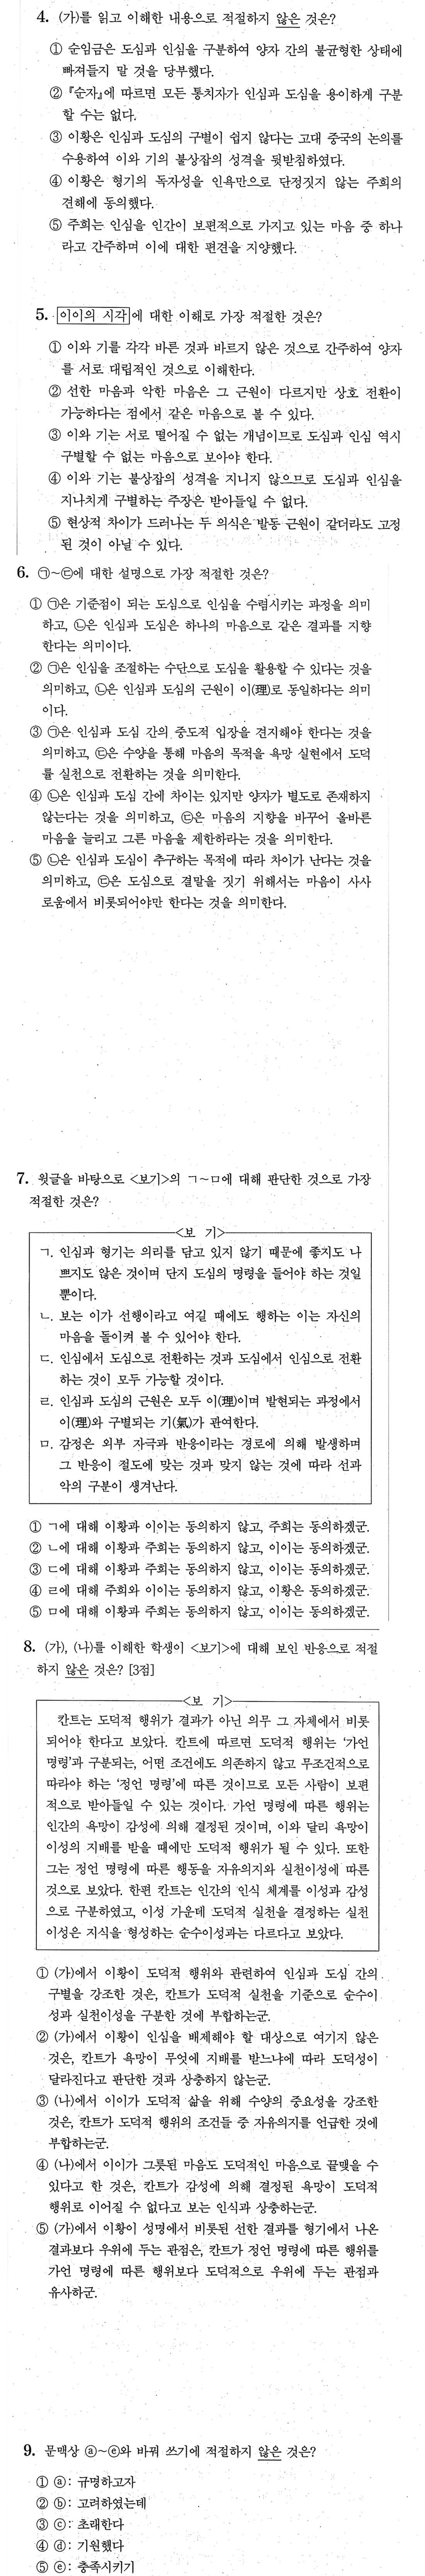 4. (가)를 읽고 이해한 내용으로 적절하지 않은 것은?
① 순임금은 도심과 인심을 구분하여 양자 간의 불균형한 상태에
빠져들지 말 것을 당부했다.
② 『순자』에 따르면 모든 통치자가 인심과 도심을 용이하게 구분
할 수는 없다.
③ 이황은 인심과 도심의 구별이 쉽지 않다는 고대 중국의 논의를
수용하여 이와 기의 불상잡의 성격을 뒷받침하였다.
④ 이황은 형기의 독자성을 인욕만으로 단정짓지 않는 주희의
견해에 동의했다.
⑤ 주희는 인심을 인간이 보편적으로 가지고 있는 마음 중 하나
라고 간주하며 이에 대한 편견을 지양했다.
5. 이이의 시각에 대한 이해로 가장 적절한 것은?
① 이와 기를 각각 바른 것과 바르지 않은 것으로 간주하여 양자
를 서로 대립적인 것으로 이해한다.
② 선한 마음과 악한 마음은 그 근원이 다르지만 상호 전환이
가능하다는 점에서 같은 마음으로 볼 수 있다.
③ 이와 기는 서로 떨어질 수 없는 개념이므로 도심과 인심 역시
구별할 수 없는 마음으로 보아야 한다.
④ 이와 기는 불상잡의 성격을 지니지 않으므로 도심과 인심을
지나치게 구별하는 주장은 받아들일 수 없다.
⑤ 현상적 차이가 드러나는 두 의식은 발동 근원이 같더라도 고정
된 것이 아닐 수 있다.
6. ㉠~㉢에 대한 설명으로 가장 적절한 것은?
① ㉠은 기준점이 되는 도심으로 인심을 수렴시키는 과정을 의미
하고, ㉡은 인심과 도심은 하나의 마음으로 같은 결과를 지향
한다는 의미이다.
② ㉠은 인심을 조절하는 수단으로 도심을 활용할 수 있다는 것을
의미하고, ㉡은 인심과 도심의 근원이 이(理)로 동일하다는 의미
이다.
③ ㉠은 인심과 도심 간의 중도적 입장을 견지해야 한다는 것을
의미하고, ㉢은 수양을 통해 마음의 목적을 욕망 실현에서 도덕
률 실천으로 전환하는 것을 의미한다.
④ ㉡은 인심과 도심 간에 차이는 있지만 양자가 별도로 존재하지
않는다는 것을 의미하고, ㉢은 마음의 지향을 바꾸어 올바른
마음을 늘리고 그른 마음을 제한하라는 것을 의미한다.
⑤ ㉡은 인심과 도심이 추구하는 목적에 따라 차이가 난다는 것을
의미하고, ㉢은 도심으로 결말을 짓기 위해서는 마음이 사사
로움에서 비롯되어야만 한다는 것을 의미한다.
7. 윗글을 바탕으로 <보기>의 ㄱ~ㅁ에 대해 판단한 것으로 가장
적절한 것은?
<보 기>
ㄱ. 인심과 형기는 의리를 담고 있지 않기 때문에 좋지도 나
쁘지도 않은 것이며 단지 도심의 명령을 들어야 하는 것일
뿐이다.
ㄴ. 보는 이가 선행이라고 여길 때에도 행하는 이는 자신의
마음을 돌이켜 볼 수 있어야 한다.
ㄷ. 인심에서 도심으로 전환하는 것과 도심에서 인심으로 전환
하는 것이 모두 가능할 것이다.
ㄹ. 인심과 도심의 근원은 모두 이(理)이며 발현되는 과정에서
이(理)와 구별되는 기(氣)가 관여한다.
ㅁ. 감정은 외부 자극과 반응이라는 경로에 의해 발생하며
그 반응이 절도에 맞는 것과 맞지 않는 것에 따라 선과
악의 구분이 생겨난다.
① ㄱ에 대해 이황과 이이는 동의하지 않고, 주희는 동의하겠군.
② ㄴ에 대해 이황과 주희는 동의하지 않고, 이이는 동의하겠군.
③ ㄷ에 대해 이황과 주희는 동의하지 않고, 이이는 동의하겠군.
④ ㄹ에 대해 주희와 이이는 동의하지 않고, 이황은 동의하겠군.
⑤ ㅁ에 대해 이황과 주희는 동의하지 않고, 이이는 동의하겠군.
8. (가), (나)를 이해한 학생이 <보기>에 대해 보인 반응으로 적절
하지 않은 것은? [3점]
<보 기>
칸트는 도덕적 행위가 결과가 아닌 의무 그 자체에서 비롯
되어야 한다고 보았다. 칸트에 따르면 도덕적 행위는 '가언
명령'과 구분되는, 어떤 조건에도 의존하지 않고 무조건적으로
따라야 하는 '정언 명령'에 따른 것이므로 모든 사람이 보편
적으로 받아들일 수 있는 것이다. 가언 명령에 따른 행위는
인간의 욕망이 감성에 의해 결정된 것이며, 이와 달리 욕망이
이성의 지배를 받을 때에만 도덕적 행위가 될 수 있다. 또한
그는 정언 명령에 따른 행동을 자유의지와 실천이성에 따른
것으로 보았다. 한편 칸트는 인간의 인식 체계를 이성과 감성
으로 구분하였고, 이성 가운데 도덕적 실천을 결정하는 실천
이성은 지식을 형성하는 순수이성과는 다르다고 보았다.
① (가)에서 이황이 도덕적 행위와 관련하여 인심과 도심 간의
구별을 강조한 것은, 칸트가 도덕적 실천을 기준으로 순수이
성과 실천이성을 구분한 것에 부합하는군.
② (가)에서 이황이 인심을 배제해야 할 대상으로 여기지 않은
것은, 칸트가 욕망이 무엇에 지배를 받느냐에 따라 도덕성이
달라진다고 판단한 것과 상충하지 않는군.
③ (나)에서 이이가 도덕적 삶을 위해 수양의 중요성을 강조한
것은, 칸트가 도덕적 행위의 조건들 중 자유의지를 언급한 것에
부합하는군.
④ (나)에서 이이가 그릇된 마음도 도덕적인 마음으로 끝맺을 수
있다고 한 것은, 칸트가 감성에 의해 결정된 욕망이 도덕적
행위로 이어질 수 없다고 보는 인식과 상충하는군.
⑤ (가)에서 이황이 성명에서 비롯된 선한 결과를 형기에서 나온
결과보다 우위에 두는 관점은, 칸트가 정언 명령에 따른 행위를
가언 명령에 따른 행위보다 도덕적으로 우위에 두는 관점과
유사하군.
9. 문맥상 ⓐ~ⓔ와 바꿔 쓰기에 적절하지 않은 것은?
① ⓐ: 규명하고자
② ⓑ: 고려하였는데
③ ⓒ: 초래한다
④ ⓓ: 기원했다
⑤ ⓔ: 충족시키기